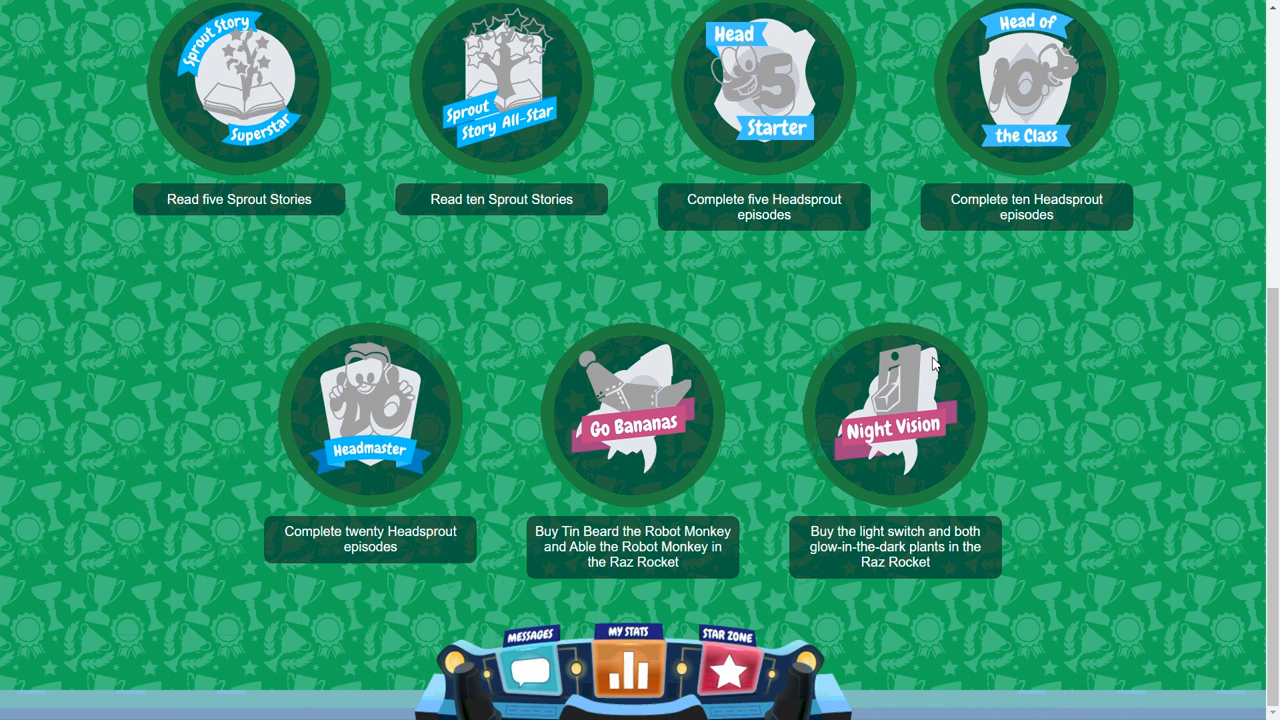 Sprout Story
Superstar
Read five Sprout Stories
Sprout
Story All-Star
Read ten Sprout Stories
Head
5
Starter
Complete five Headsprout
episodes
Head of
10
the Class
Complete ten Headsprout
episodes
20
Headmaster
Complete twenty Headsprout
episodes
Go Bananas
Buy Tin Beard the Robot Monkey
and Able the Robot Monkey in
the Raz Rocket
Night Vision
Buy the light switch and both
glow-in-the-dark plants in the
Raz Rocket
MESSAGES
MY STATS
STAR ZONE